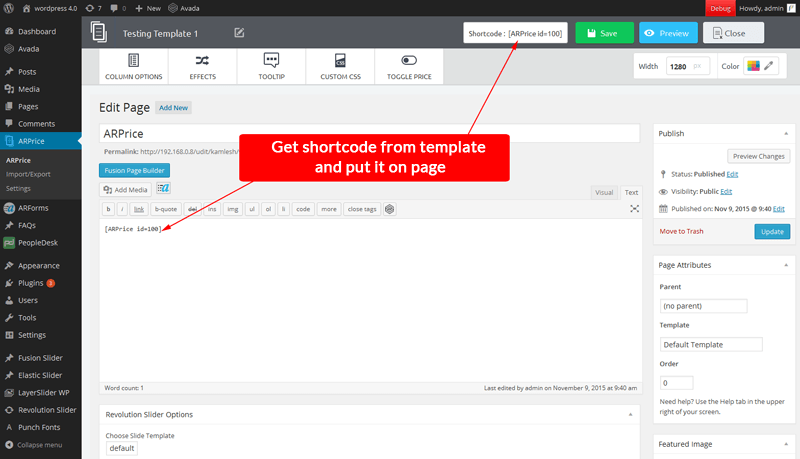 wordpress 4.0 7 0 New Avada Debug Howdy, admin
Testing Template 1
Shortcode : [ARPrice id=100]
Save
Preview
Close
COLUMN OPTIONS
EFFECTS
TOOLTIP
CSS
CUSTOM CSS
TOGGLE PRICE
Width 1280 px
Color
Dashboard
Avada
Posts
Media
Pages
Comments
ARPrice
ARPrice
Import/Export
Settings
ARForms
FAQs
PeopleDesk
Appearance
Plugins 3
Users
Tools
Settings
Fusion Slider
Elastic Slider
LayerSlider WP
Revolution Slider
Punch Fonts
Collapse menu
Edit Page Add New
ARPrice
Permalink: http://192.168.0.8/udit/kamlesh/
Get shortcode from template
and put it on page
Fusion Page Builder
Add Media
Visual Text
b i link b-quote del ins img ul ol li code more close tags
[ARPrice id=100]
Word count: 1
Last edited by admin on November 9, 2015 at 9:40 am
Revolution Slider Options
Choose Slide Template
default
Publish
Preview Changes
Status: Published Edit
Visibility: Public Edit
Published on: Nov 9, 2015 @ 9:40 Edit
Move to Trash
Update
Page Attributes
Parent
(no parent)
Template
Default Template
Order
0
Need help? Use the Help tab in the upper
right of your screen.
Featured Image